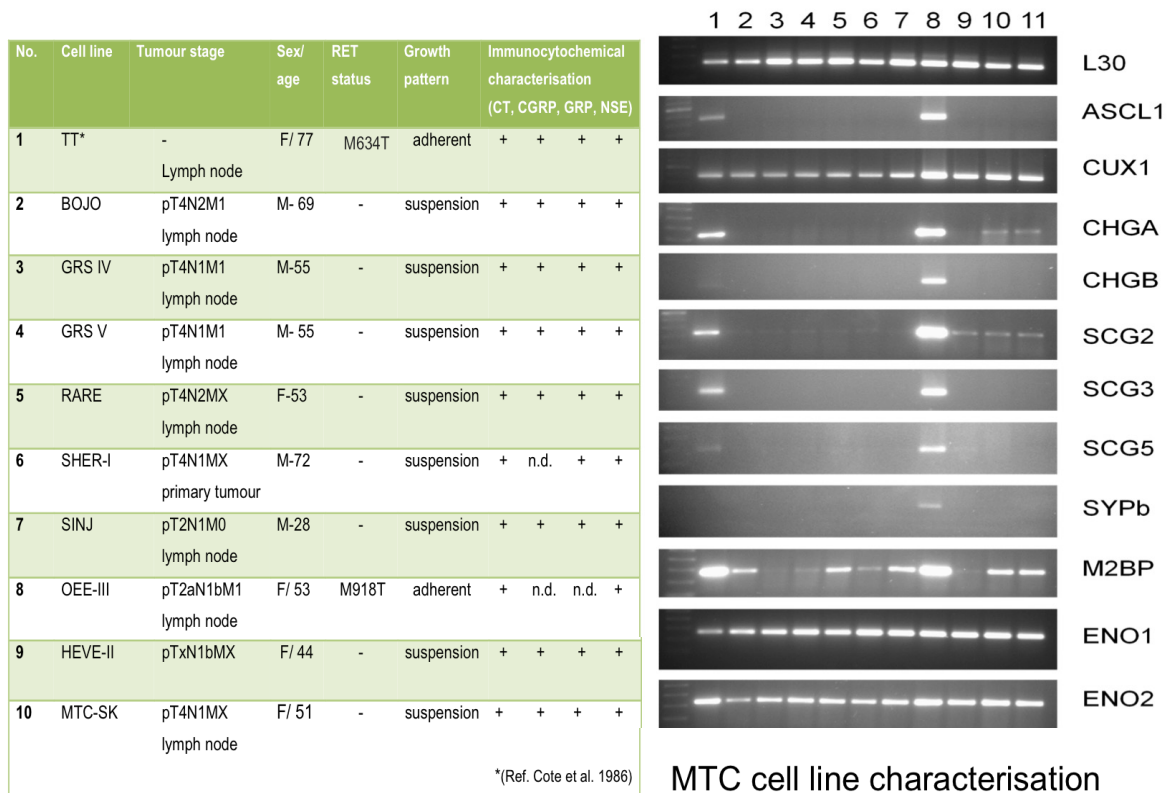 No. Cell line Tumour stage Sex/ age RET status Growth pattern Immunocytochemical characterisation (CT, CGRP, GRP, NSE)
1 TT* - Lymph node F/ 77 M634T adherent + + + +
2 BOJO pT4N2M1 lymph node M- 69 - suspension + + + +
3 GRS IV pT4N1M1 lymph node M-55 - suspension + + + +
4 GRS V pT4N1M1 lymph node M- 55 - suspension + + + +
5 RARE pT4N2MX lymph node F-53 - suspension + + + +
6 SHER-I pT4N1MX primary tumour M-72 - suspension + n.d. + +
7 SINJ pT2N1M0 lymph node M-28 - suspension + + + +
8 OEE-III pT2aN1bM1 lymph node F/ 53 M918T adherent + n.d. n.d. +
9 HEVE-II pTxN1bMX F/ 44 - suspension + + + +
10 MTC-SK pT4N1MX lymph node F/ 51 - suspension + + + +
*(Ref. Cote et al. 1986)
1 2 3 4 5 6 7 8 9 10 11
L30
ASCL1
CUX1
CHGA
CHGB
SCG2
SCG3
SCG5
SYPb
M2BP
ENO1
ENO2
MTC cell line characterisation